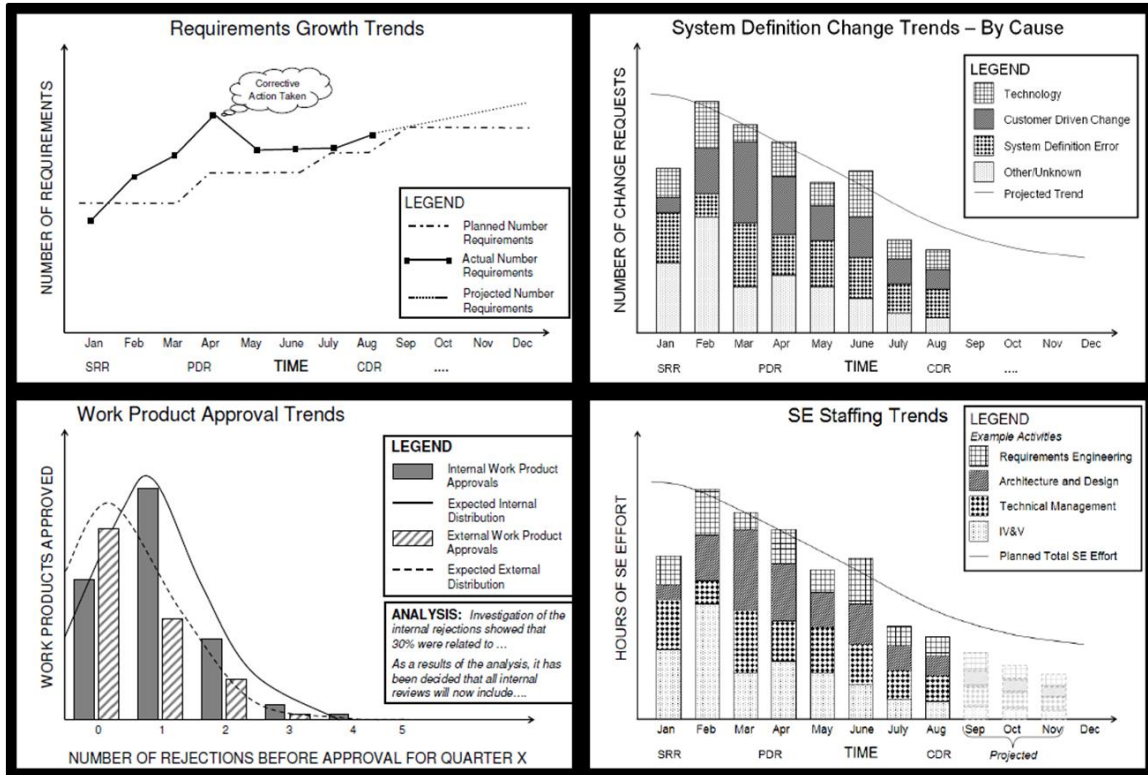 Requirements Growth Trends
NUMBER OF REQUIREMENTS
Corrective
Action Taken
LEGEND
Planned Number
Requirements
Actual Number
Requirements
Projected Number
Requirements
Jan Feb Mar Apr May June July Aug Sep Oct Nov Dec
SRR PDR TIME CDR ....
System Definition Change Trends – By Cause
NUMBER OF CHANGE REQUESTS
LEGEND
Technology
Customer Driven Change
System Definition Error
Other/Unknown
Projected Trend
Jan Feb Mar Apr May June July Aug Sep Oct Nov Dec
SRR PDR TIME CDR ....
Work Product Approval Trends
WORK PRODUCTS APPROVED
LEGEND
Internal Work Product
Approvals
Expected Internal
Distribution
External Work Product
Approvals
Expected External
Distribution
ANALYSIS: Investigation of the
internal rejections showed that
30% were related to …
As a results of the analysis, it has
been decided that all internal
reviews will now include….
0 1 2 3 4 5
NUMBER OF REJECTIONS BEFORE APPROVAL FOR QUARTER X
SE Staffing Trends
HOURS OF SE EFFORT
LEGEND
Example Activities
Requirements Engineering
Architecture and Design
Technical Management
IV&V
Planned Total SE Effort
Jan Feb Mar Apr May June July Aug Sep Oct Nov Dec
SRR PDR TIME CDR Projected